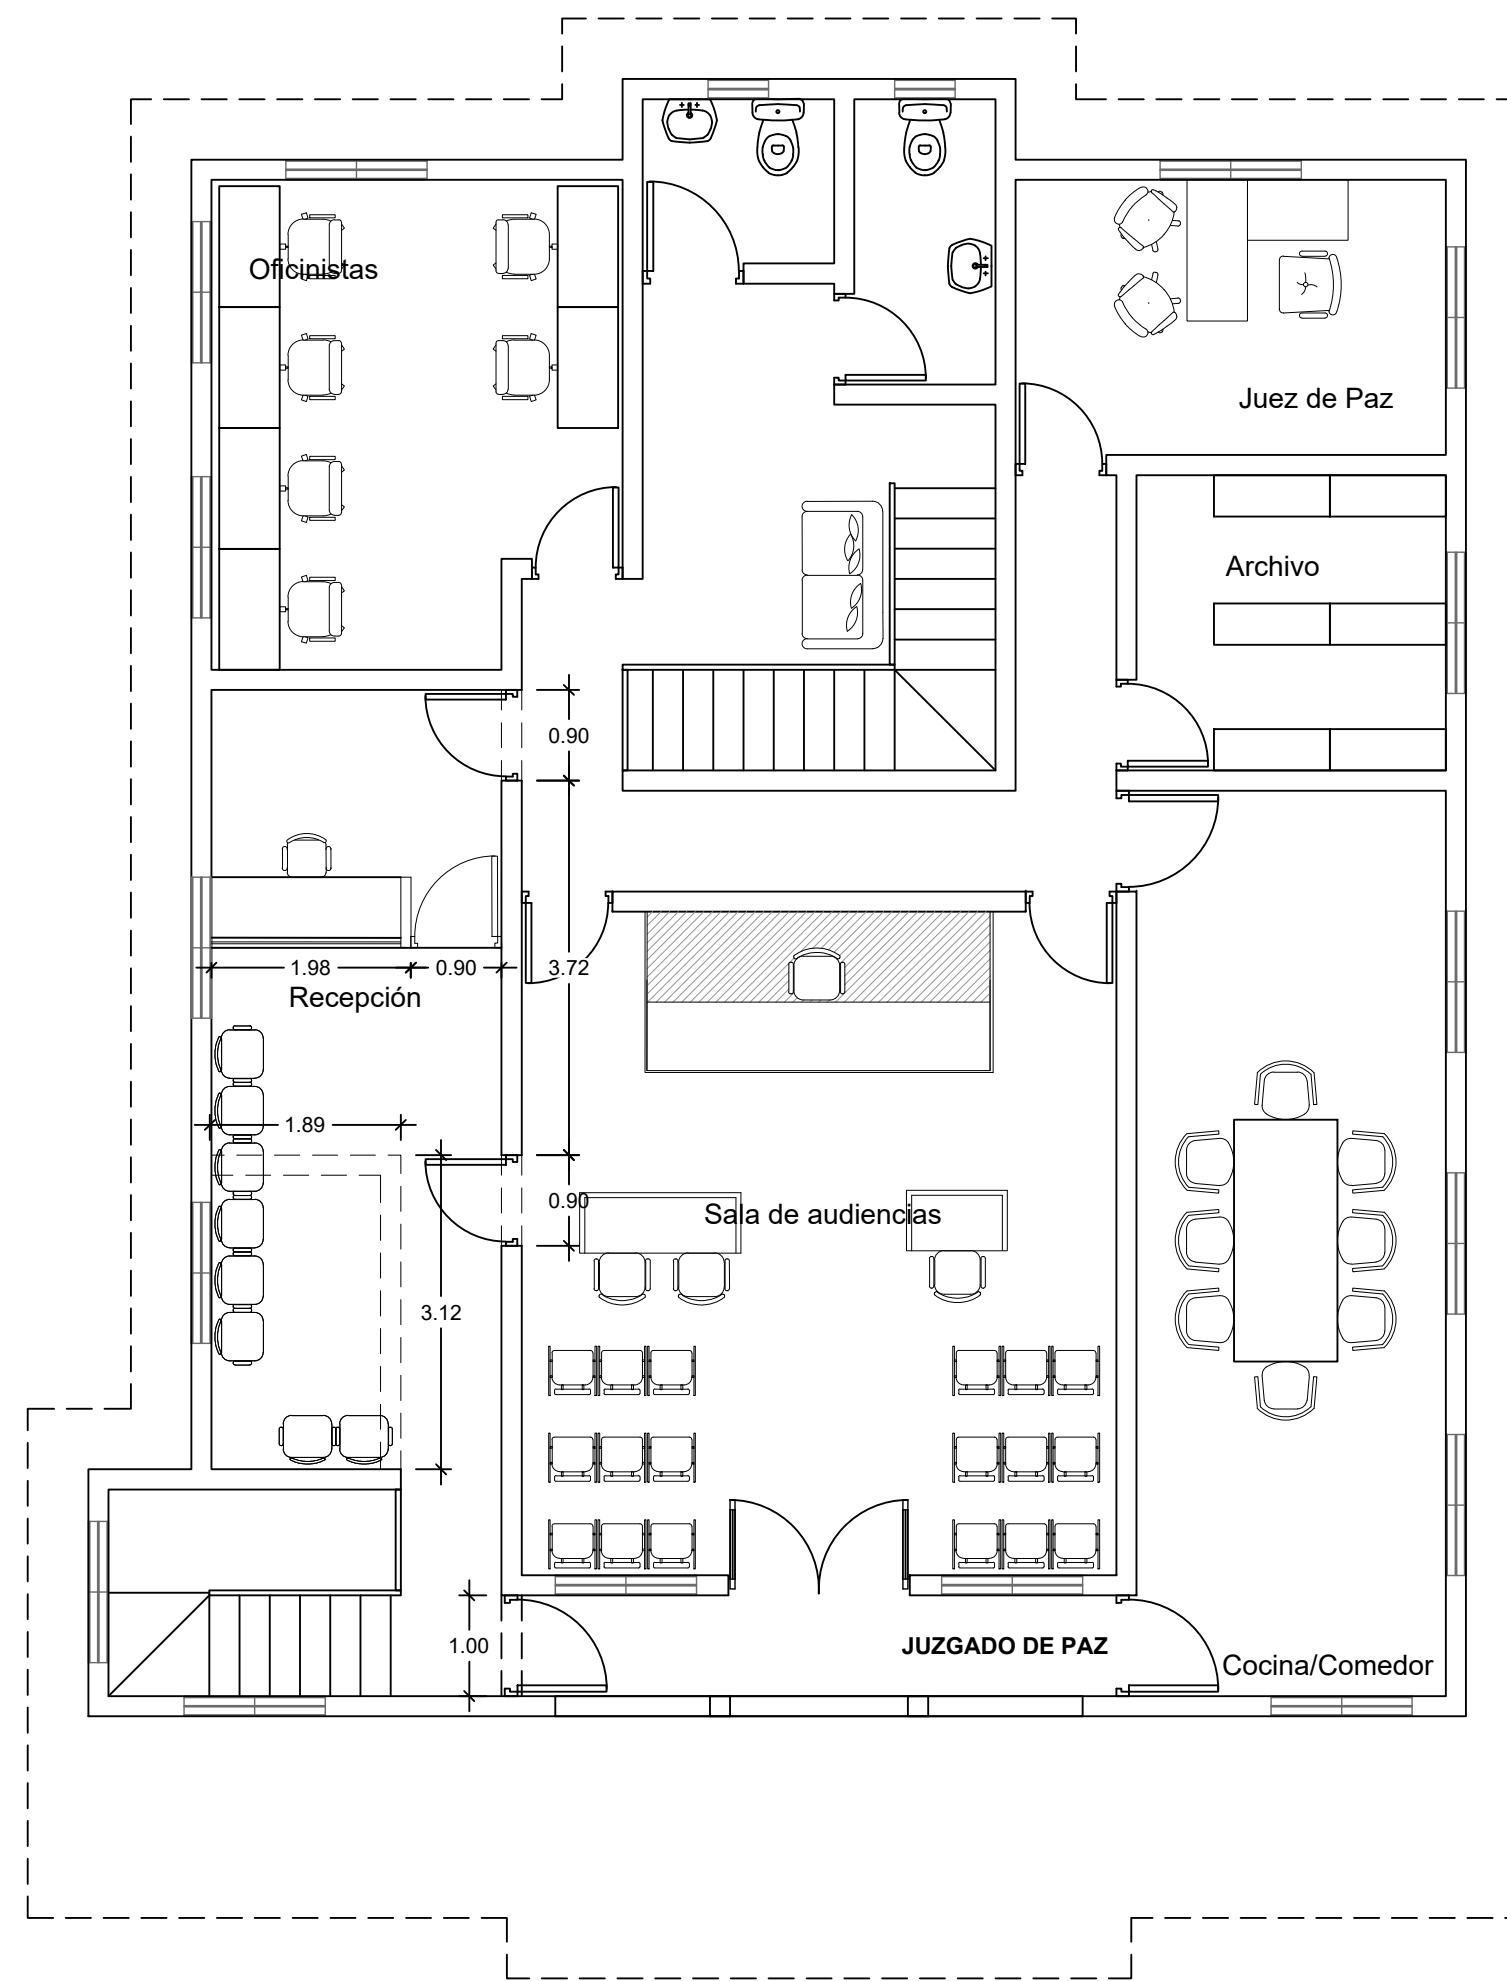 Oficinistas
Juez de Paz
Archivo
0.90
1.98
0.90
3.72
Recepción
1.89
0.90
Sala de audiencias
3.12
1.00
JUZGADO DE PAZ
Cocina/Comedor